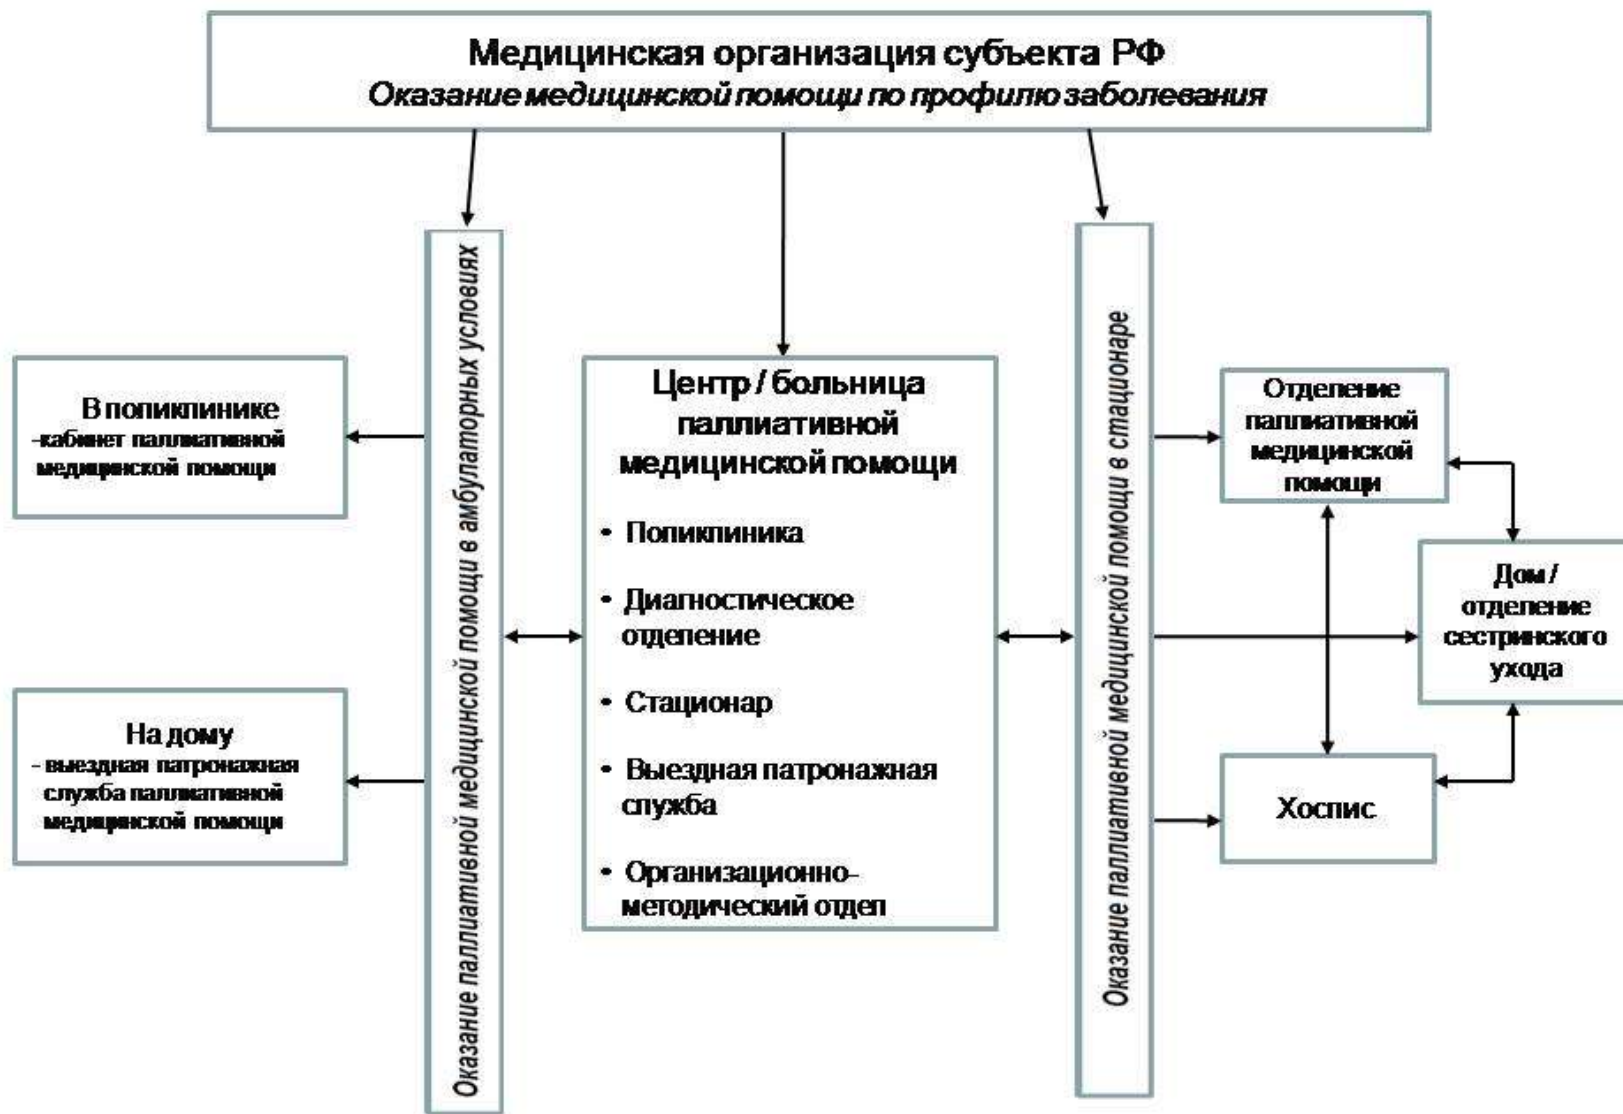 Медицинская организация субъекта РФ
Оказание медицинской помощи по профилю заболевания
Оказание паллиативной медицинской помощи в амбулаторных условиях
В поликлинике
-кабинет паллиативной
медицинской помощи
На дому
- выездная патронажная
служба паллиативной
медицинской помощи
Центр / больница
паллиативной
медицинской помощи
• Поликлиника
• Диагностическое
отделение
• Стационар
• Выездная патронажная
служба
• Организационно-
методический отдел
Оказание паллиативной медицинской помощи в стационаре
Отделение
паллиативной
медицинской
помощи
Дом /
отделение
сестринского
ухода
Хоспис